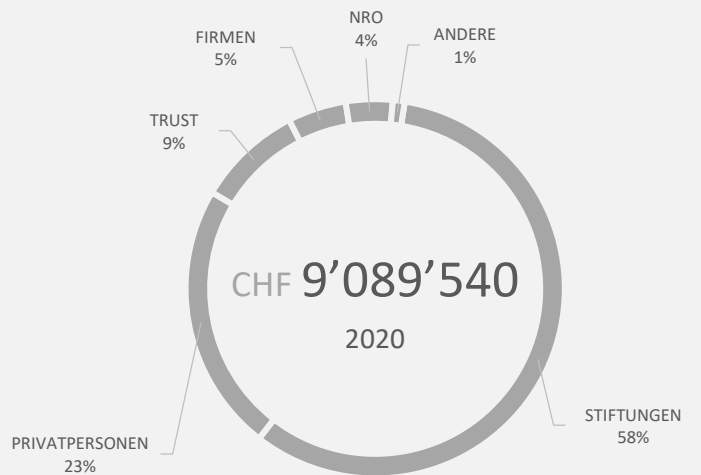 NRO
4%
ANDERE
1%
FIRMEN
5%
TRUST
9%
CHF 9’089’540
2020
STIFTUNGEN
58%
PRIVATPERSONEN
23%